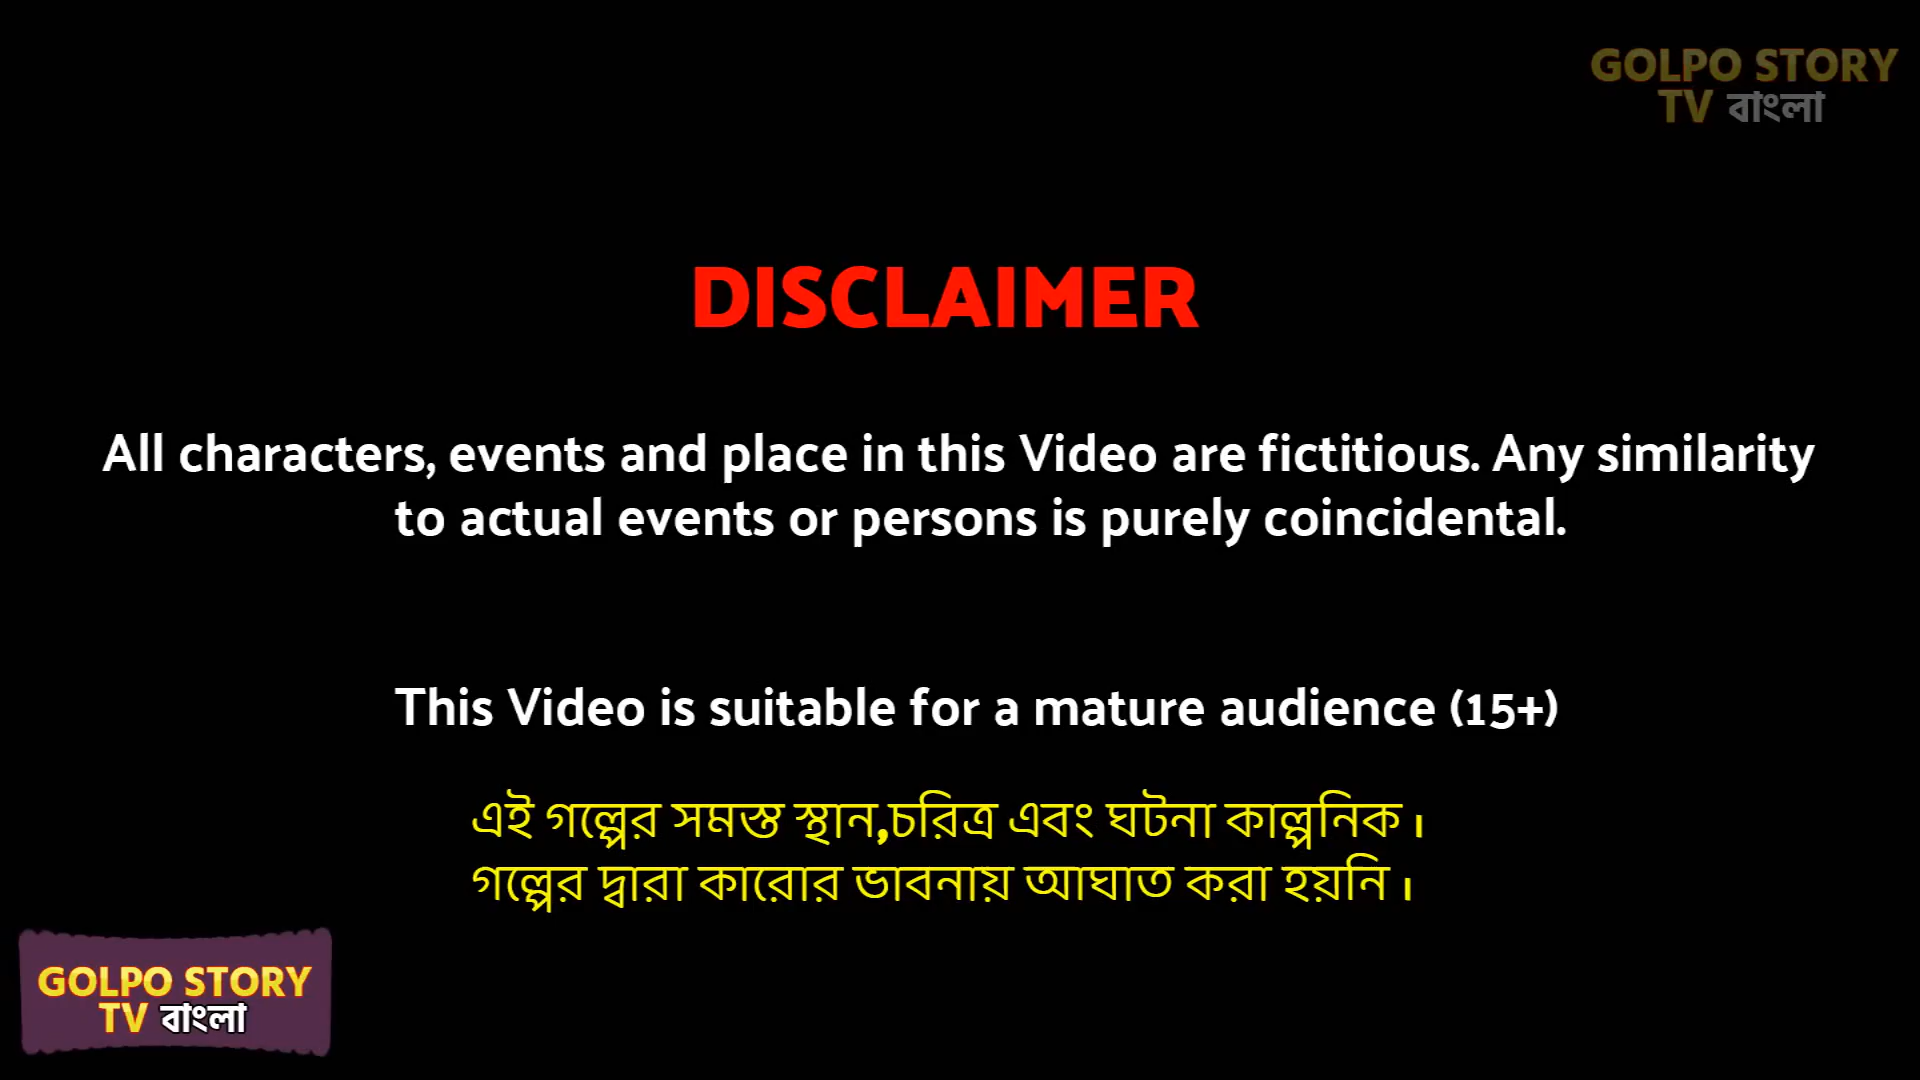 GOLPO STORY
TV বাংলা
DISCLAIMER
All characters, events and place in this Video are fictitious. Any similarity
to actual events or persons is purely coincidental.
This Video is suitable for a mature audience (15+)
এই গল্পের সমস্ত স্থান,চরিত্র এবং ঘটনা কাল্পনিক।
গল্পের দ্বারা কারোর ভাবনায় আঘাত করা হয়নি।
GOLPO STORY
TV বাংলা